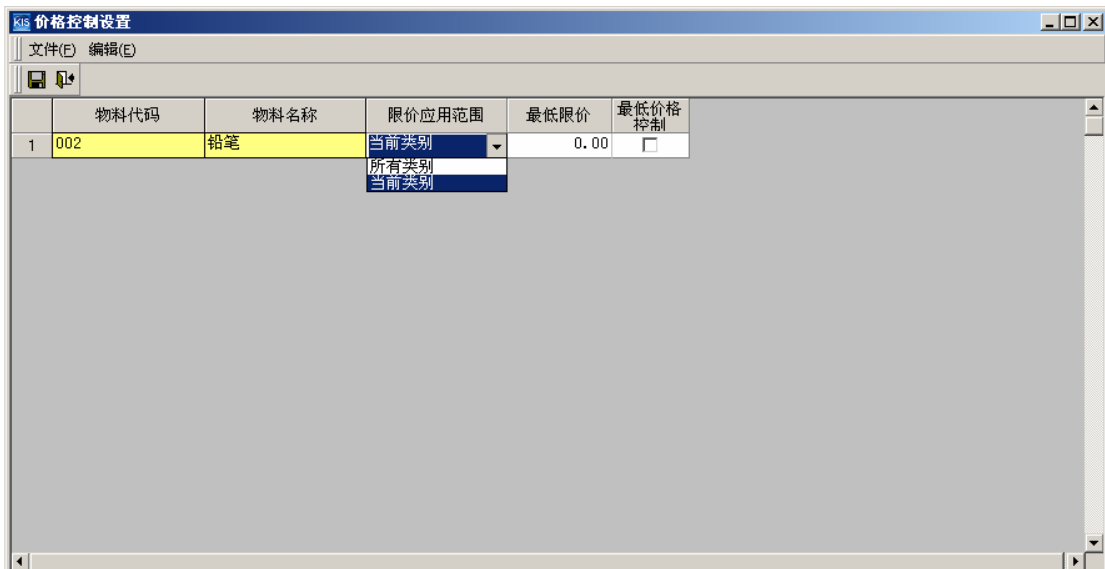 KIS 价格控制设置
文件(F) 编辑(E)
物料代码 物料名称 限价应用范围 最低限价 最低价格控制
1 002 铅笔 当前类别 0.00
所有类别
当前类别